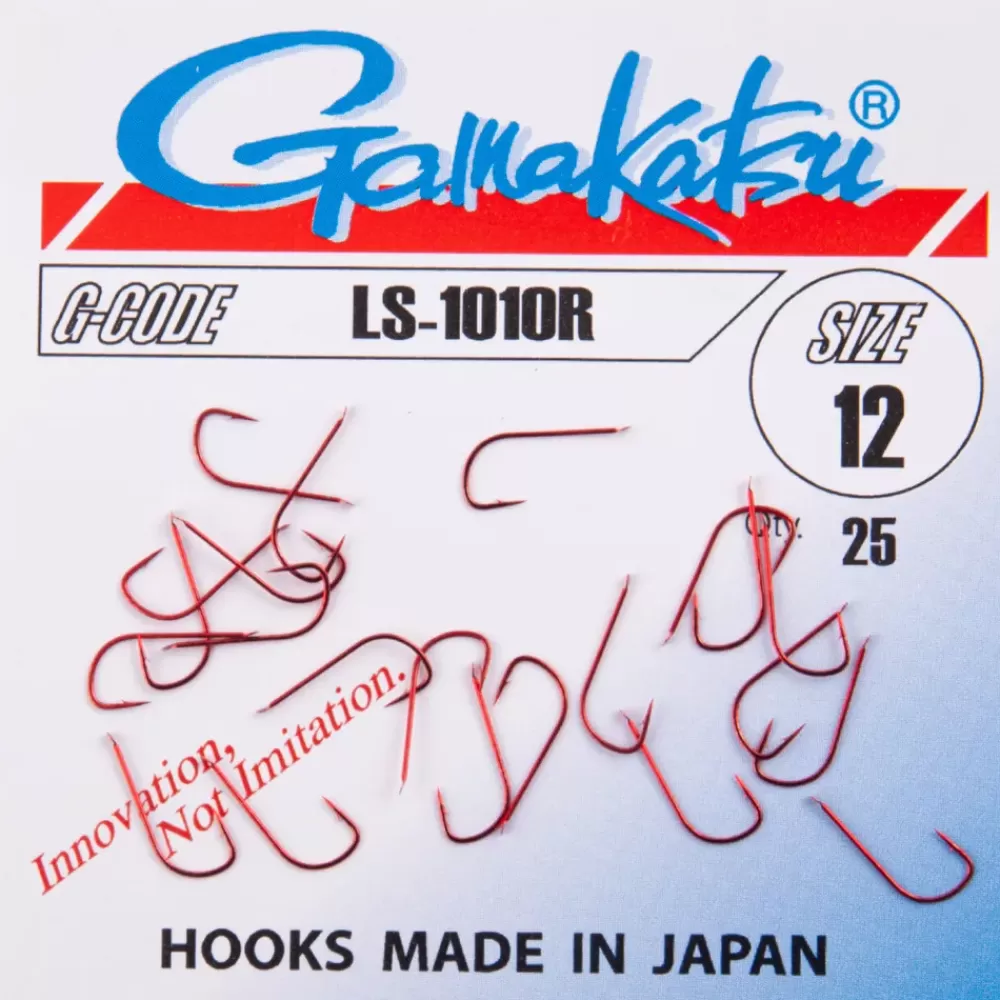 Gamakatsu®
G-CODE LS-1010R
SIZE
12
Qty. 25
Innovation,
Not Imitation.
HOOKS MADE IN JAPAN